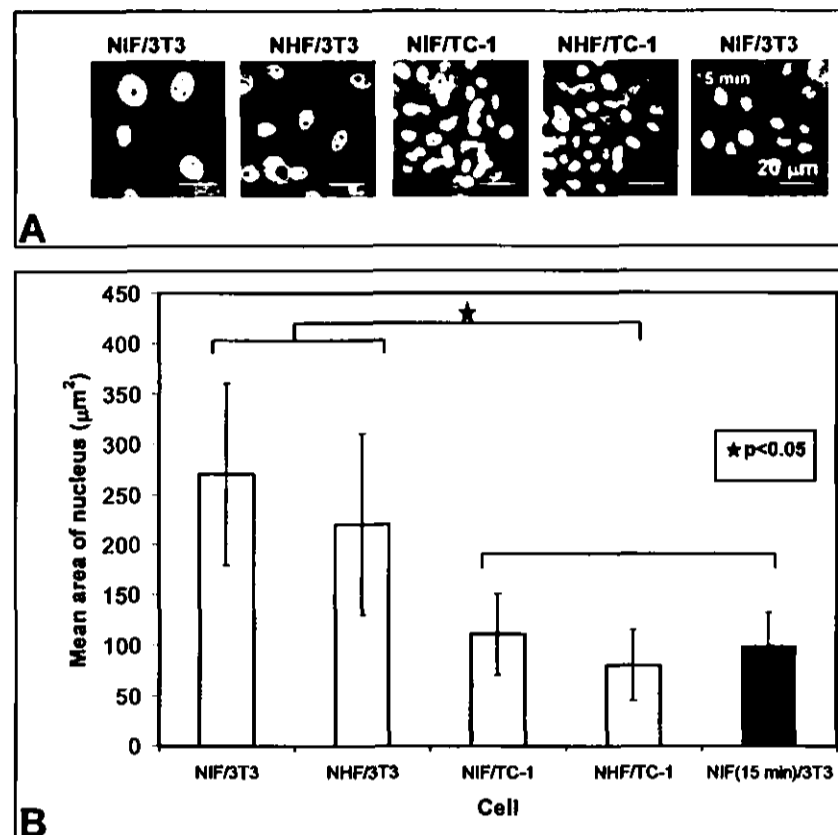 NIF/3T3 NHF/3T3 NIF/TC-1 NHF/TC-1 NIF/3T3
5 min
20 µm
A
450
400
350
300
250
200
150
100
50
0
Mean area of nucleus (µm²)
★
★ p<0.05
NIF/3T3 NHF/3T3 NIF/TC-1 NHF/TC-1 NIF(15 min)/3T3
Cell
B